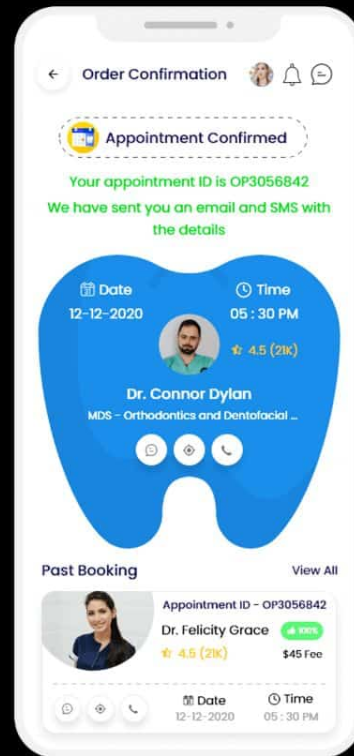 Order Confirmation
Appointment Confirmed
Your appointment ID is OP3056842
We have sent you an email and SMS with
the details
Date
Time
12-12-2020
05 : 30 PM
4.5 (21K)
Dr. Connor Dylan
MDS - Orthodontics and Dentofacial ...
Past Booking
View All
Appointment ID - OP3056842
Dr. Felicity Grace
100%
4.5 (21K)
$45 Fee
Date
Time
12-12-2020
05 : 30 PM